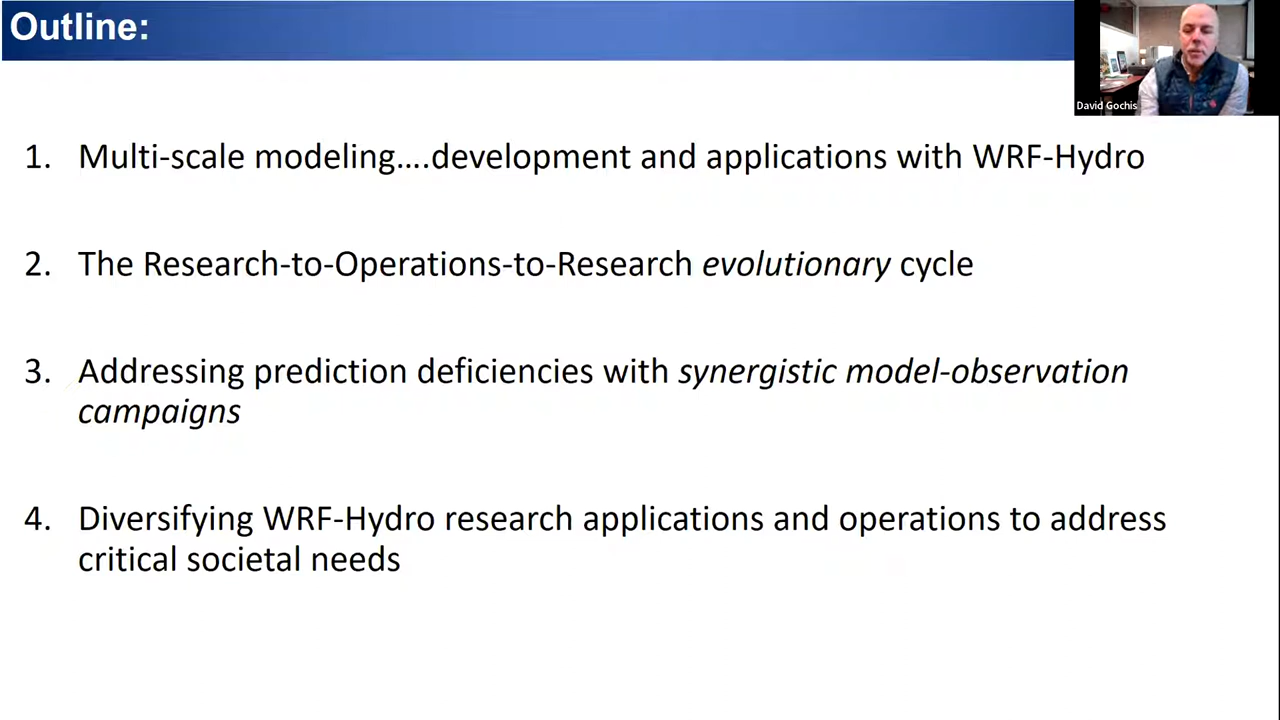 Outline:
David Gochis
1. Multi-scale modeling....development and applications with WRF-Hydro
2. The Research-to-Operations-to-Research evolutionary cycle
3. Addressing prediction deficiencies with synergistic model-observation
campaigns
4. Diversifying WRF-Hydro research applications and operations to address
critical societal needs